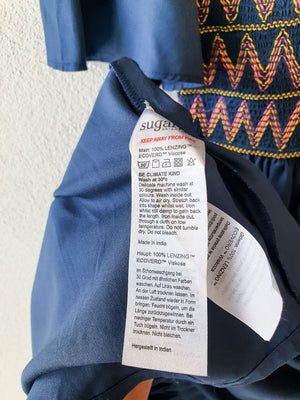 sugar
KEEP AWAY FROM
Main: 100% LENZING™
ECOVERO™ Viscose
BE CLIMATE KIND
Wash at 30°c
Delicate machine wash at
30 degrees with similar
colours. Wash inside out.
Allow to air dry. Stretch back
into shape whilst wet. Iron
whilst still damp to gain back
the length. Iron inside out
through a cloth on low
temperature. Do not tumble
dry. Do not bleach.
Made in India
Haupt: 100% LENZING™
ECOVERO™ Viskose
Im Schonwaschgang bei
30 Grad mit ähnlichen Farben
waschen. Auf Links waschen.
An der Luft trocknen lassen. Im
nassen Zustand wieder in Form
bringen. Feucht bügeln, um die
Länge zurückzugewinnen. Bei
niedriger Temperatur durch ein
Tuch bügeln. Nicht im Trockner
trocknen. Nicht bleichen.
Hergestellt in Indien